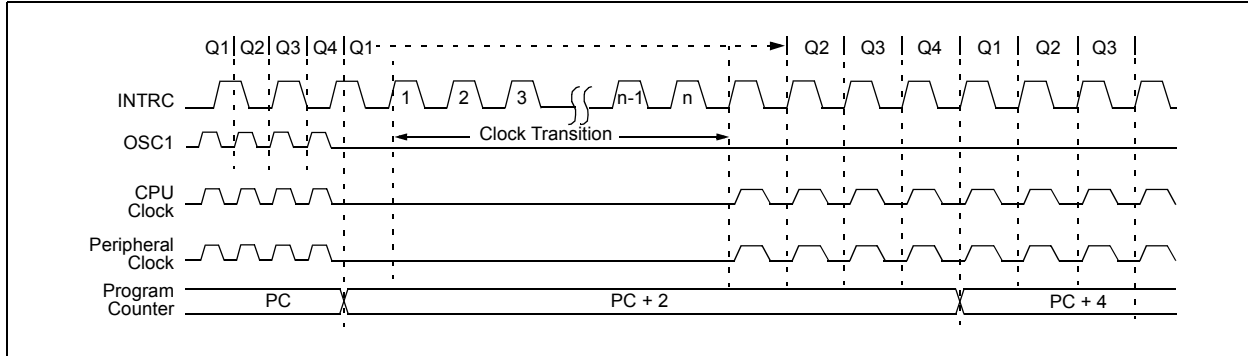 Q1 Q2 Q3 Q4 Q1 Q2 Q3 Q4 Q1 Q2 Q3
INTRC
1 2 3 n-1 n
OSC1
Clock Transition
CPU
Clock
Peripheral
Clock
Program
Counter
PC PC + 2 PC + 4